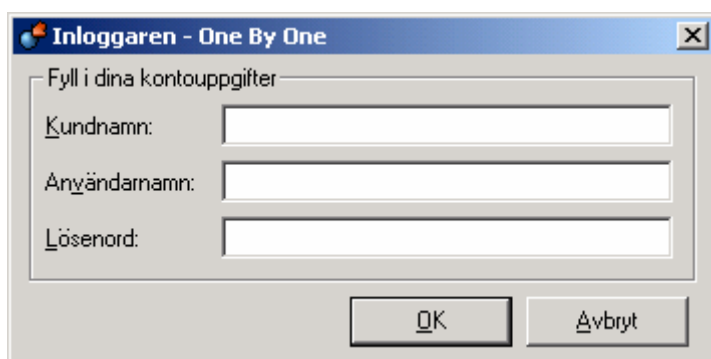 Inloggaren - One By One
Fyll i dina kontouppgifter
Kundnamn:
Användarnamn:
Lösenord:
OK
Avbryt